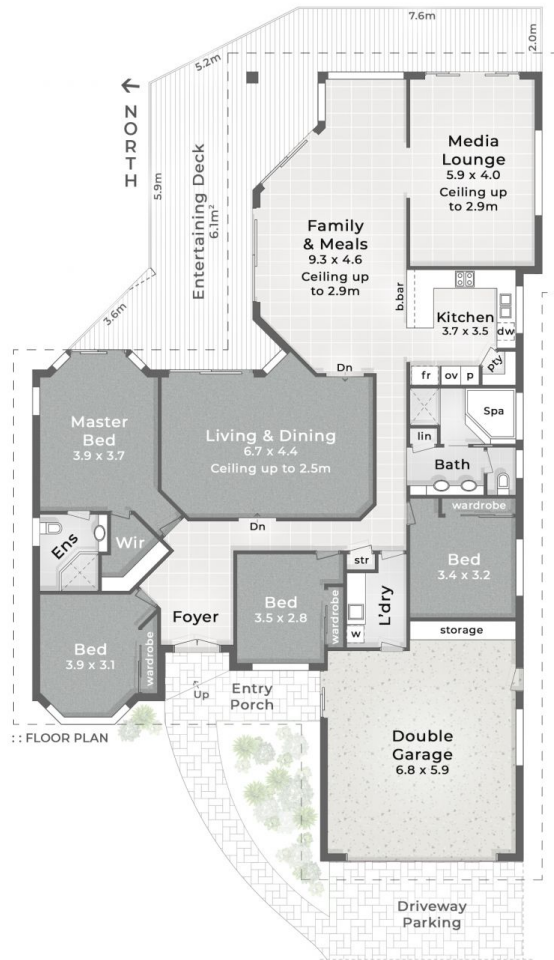 7.6m
5.2m
2.0m
NORTH
5.9m
Entertaining Deck
6.1m²
Media
Lounge
5.9 x 4.0
Ceiling up
to 2.9m
Family
& Meals
9.3 x 4.6
Ceiling up
to 2.9m
b.bar
Kitchen
3.7 x 3.5
dw
pty
3.6m
Dn
fr
ov
p
Master
Bed
3.9 x 3.7
Living & Dining
6.7 x 4.4
Ceiling up to 2.5m
Spa
lin
Bath
Dn
wardrobe
Ens
Wir
Bed
3.4 x 3.2
str
Bed
3.5 x 2.8
wardrobe
L'dry
w
Foyer
Bed
3.9 x 3.1
wardrobe
storage
Up
Entry
Porch
:: FLOOR PLAN
Double
Garage
6.8 x 5.9
Driveway
Parking